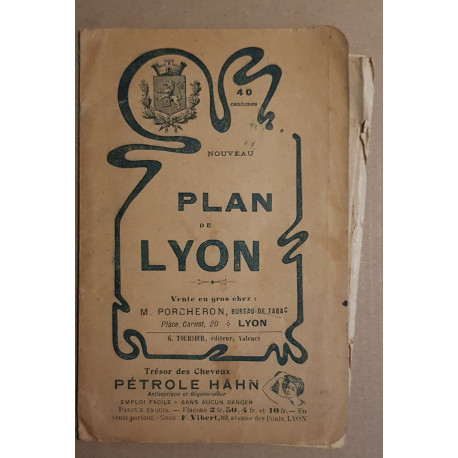 40
CENTIMES
NOUVEAU
PLAN
DE
LYON
Vente en gros chez :
M. PORCHERON, BUREAU DE TABAC
Place Carnot, 20 LYON
G. TOURSIER, éditeur, Valence
Trésor des Cheveux
PÉTROLE HAHN
Antiseptique et Régénérateur
EMPLOI FACILE - SANS AUCUN DANGER
PARFUM EXQUIS. — Flacons 2 fr. 50, 4 fr. et 10 fr. — En
vente partout. - Gros : F. Vibert, 89, avenue des Ponts, LYON